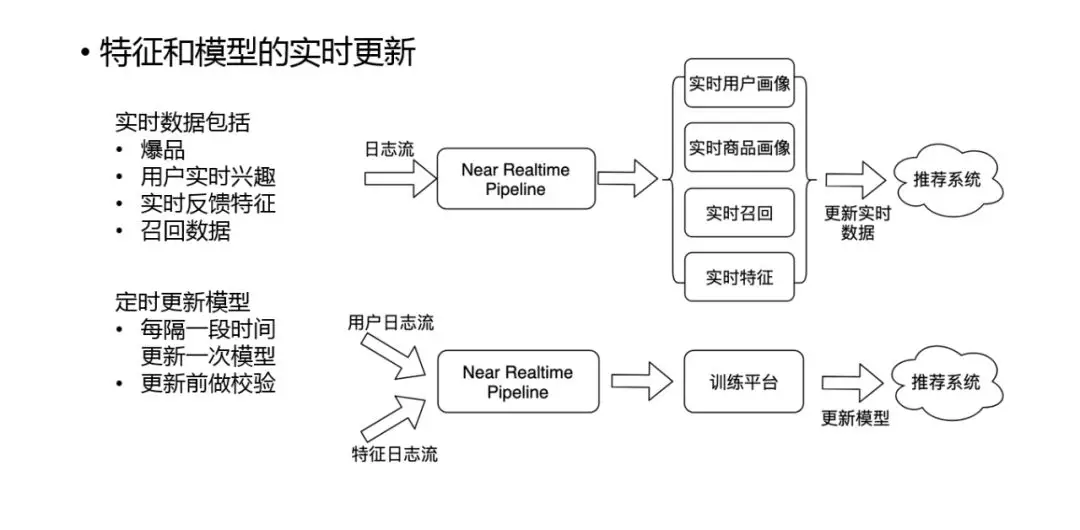 • 特征和模型的实时更新
实时数据包括
• 爆品
• 用户实时兴趣
• 实时反馈特征
• 召回数据
日志流
Near Realtime
Pipeline
实时用户画像
实时商品画像
实时召回
实时特征
更新实时
数据
推荐系统
定时更新模型
• 每隔一段时间
更新一次模型
• 更新前做校验
用户日志流
特征日志流
Near Realtime
Pipeline
训练平台
更新模型
推荐系统